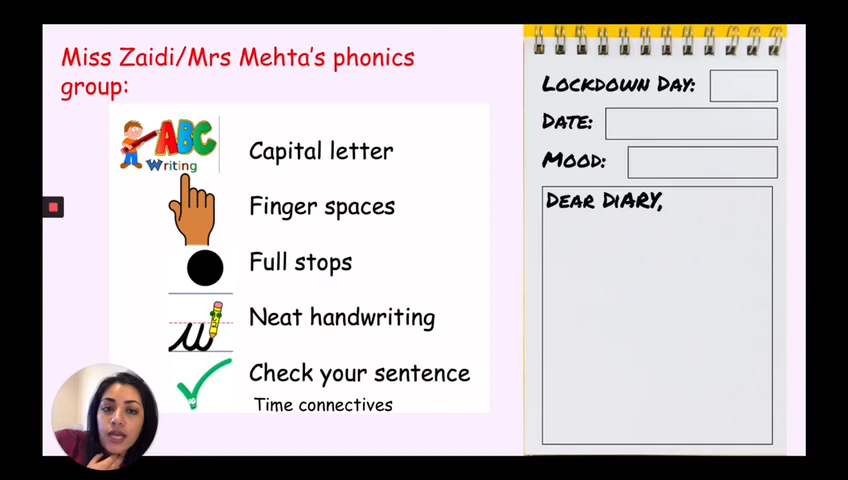 Miss Zaidi/Mrs Mehta's phonics
group:
ABC
Writing
Capital letter
Finger spaces
Full stops
Neat handwriting
Check your sentence
Time connectives
LOCKDOWN DAY:
DATE:
MOOD:
DEAR DIARY,